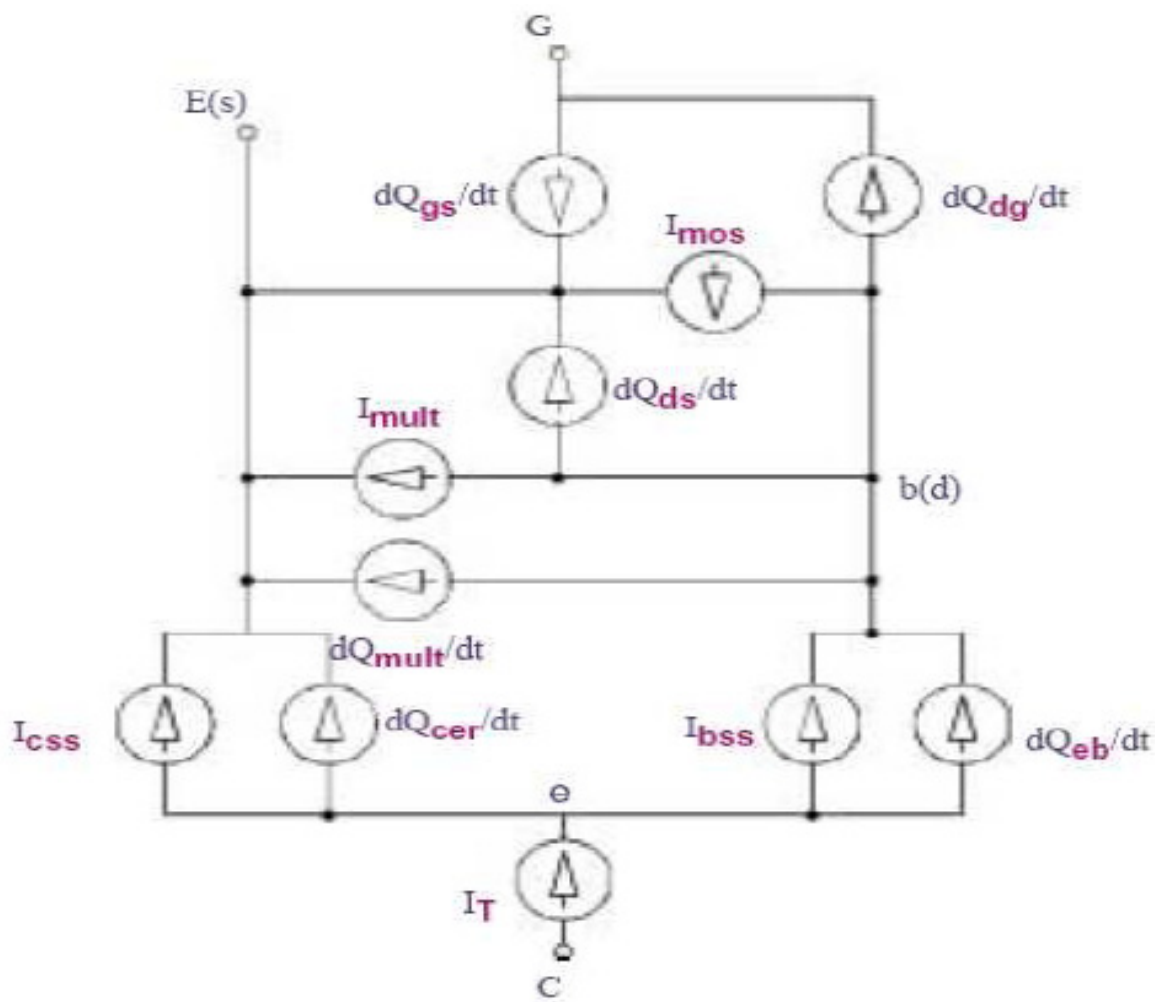 G
E(s)
dQgs/dt
dQdg/dt
Imos
dQds/dt
Imult
b(d)
dQmult/dt
Icss
dQcer/dt
Ibss
dQeb/dt
e
IT
C